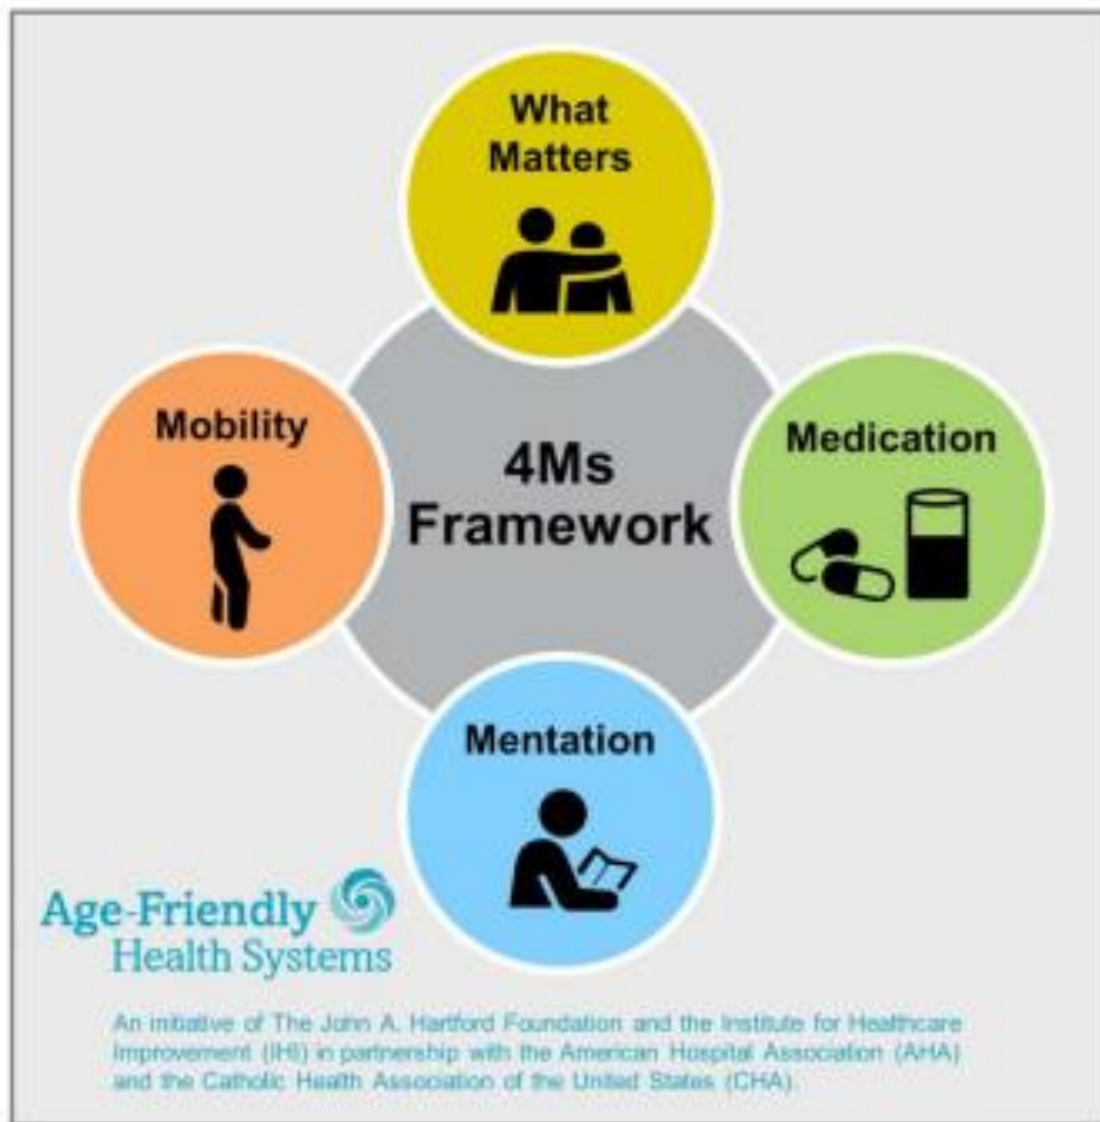 What
Matters
Mobility
4Ms
Framework
Medication
Mentation
Age-Friendly
Health Systems
An initiative of The John A. Hartford Foundation and the Institute for Healthcare
Improvement (IHI) in partnership with the American Hospital Association (AHA)
and the Catholic Health Association of the United States (CHA).